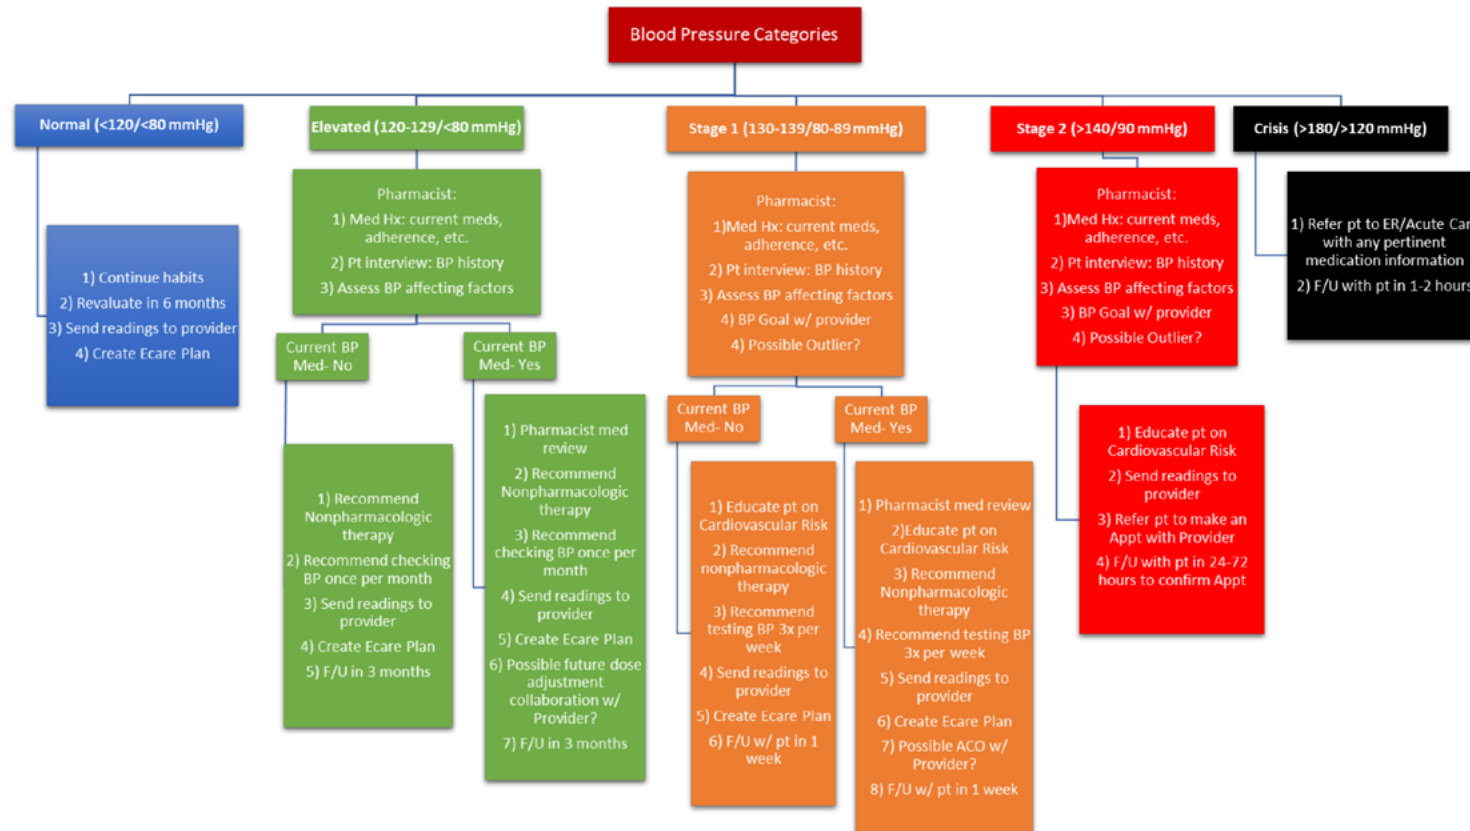 Blood Pressure Categories
Normal (<120/<80 mmHg)
1) Continue habits
2) Revaluate in 6 months
3) Send readings to provider
4) Create Ecare Plan
Elevated (120-129/<80 mmHg)
Pharmacist:
1) Med Hx: current meds,
adherence, etc.
2) Pt interview: BP history
3) Assess BP affecting factors
Current BP
Med- No
1) Recommend
Nonpharmacologic
therapy
2) Recommend checking
BP once per month
3) Send readings to
provider
4) Create Ecare Plan
5) F/U in 3 months
Current BP
Med- Yes
1) Pharmacist med
review
2) Recommend
Nonpharmacologic
therapy
3) Recommend
checking BP once per
month
4) Send readings to
provider
5) Create Ecare Plan
6) Possible future dose
adjustment
collaboration w/
Provider?
7) F/U in 3 months
Stage 1 (130-139/80-89mmHg)
Pharmacist:
1)Med Hx: current meds,
adherence, etc.
2) Pt interview: BP history
3) Assess BP affecting factors
4) BP Goal w/ provider
4) Possible Outlier?
Current BP
Med- No
1) Educate pt on
Cardiovascular Risk
2) Recommend
nonpharmacologic
therapy
3) Recommend
testing BP 3x per
week
4) Send readings to
provider
5) Create Ecare Plan
6) F/U w/ pt in 1
week
Current BP
Med- Yes
1) Pharmacist med review
2)Educate pt on
Cardiovascular Risk
3) Recommend
Nonpharmacologic
therapy
4) Recommend testing BP
3x per week
5) Send readings to
provider
6) Create Ecare Plan
7) Possible ACO w/
Provider?
8) F/U w/ pt in 1 week
Stage 2 (>140/90 mmHg)
Pharmacist:
1)Med Hx: current meds,
adherence, etc.
2) Pt interview: BP history
3) Assess BP affecting factors
3) BP Goal w/ provider
4) Possible Outlier?
1) Educate pt on
Cardiovascular Risk
2) Send readings to
provider
3) Refer pt to make an
Appt with Provider
4) F/U with pt in 24-72
hours to confirm Appt
Crisis (>180/>120 mmHg)
1) Refer pt to ER/Acute Car
with any pertinent
medication information
2) F/U with pt in 1-2 hours